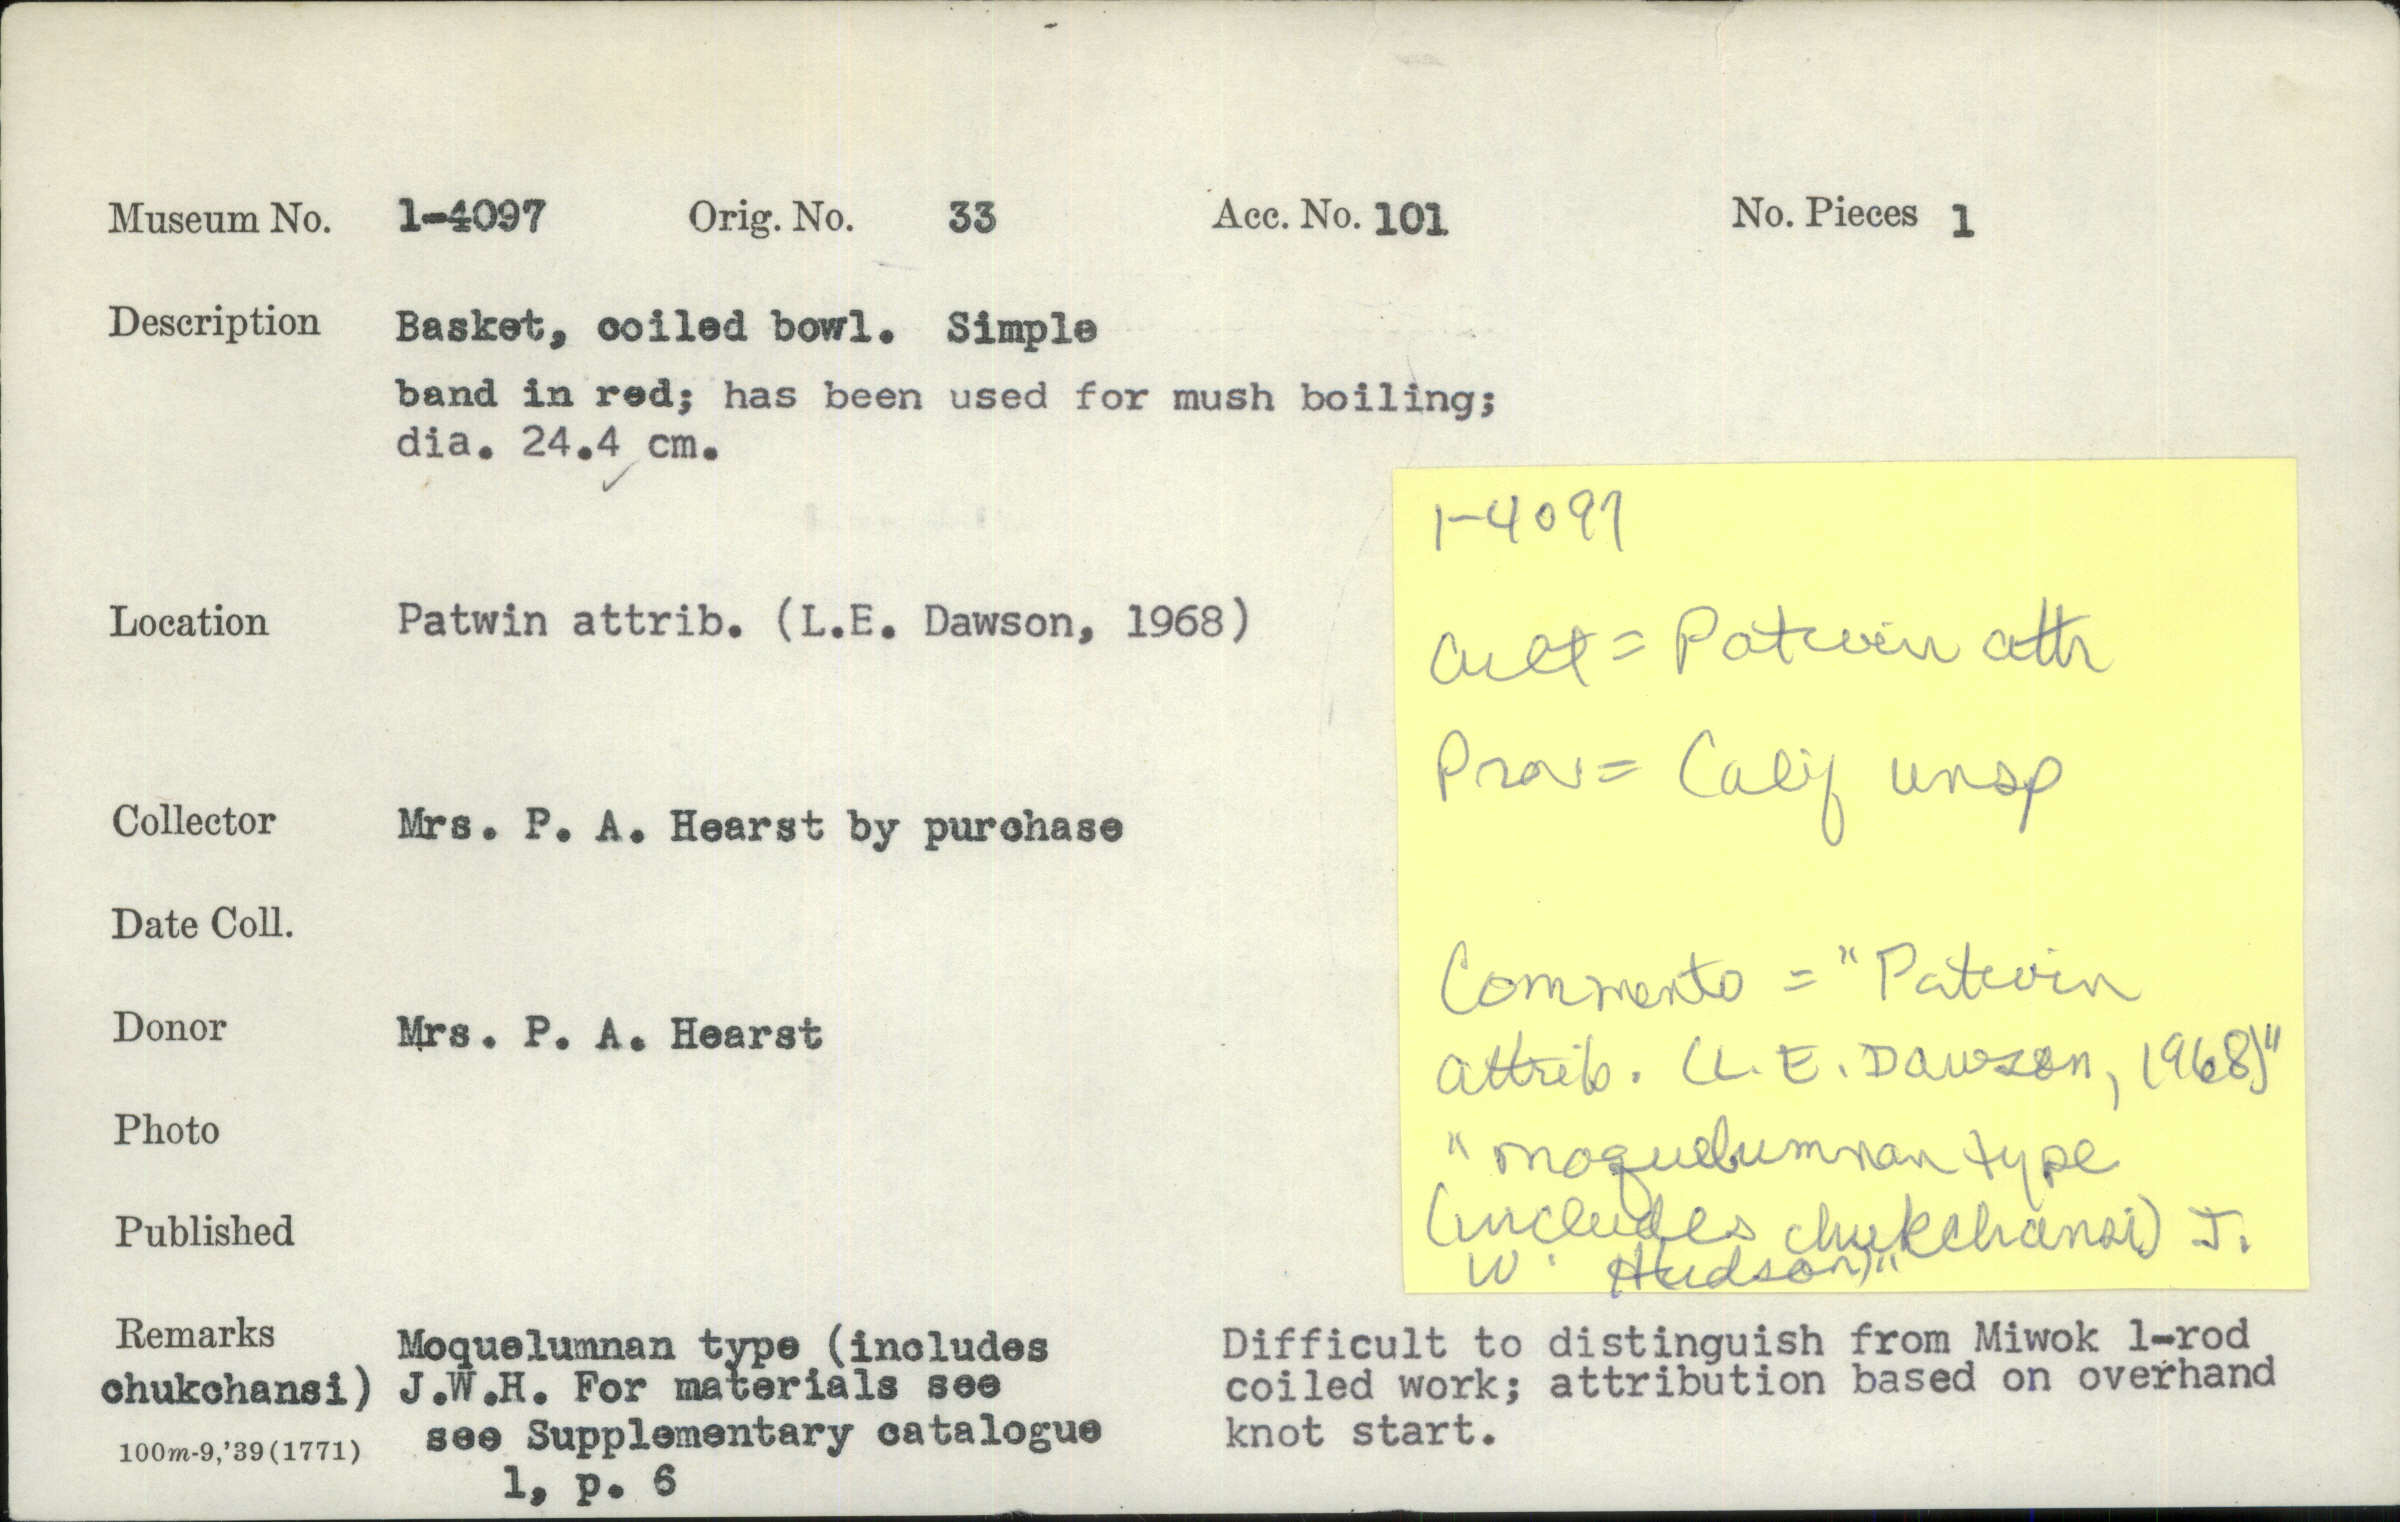 Museum No. 1-4097 Orig. No. 33 Acc. No. 101 No. Pieces 1
Description Basket, coiled bowl. Simple
band in red; has been used for mush boiling;
dia. 24.4 cm.
Location Patwin attrib. (L.E. Dawson, 1968)
Collector Mrs. P. A. Hearst by purchase
Date Coll.
Donor Mrs. P. A. Hearst
Photo
Published
Remarks Moquelumnan type (includes
chukchansi) J.W.H. For materials see
see Supplementary catalogue
1, p. 6
100m-9,'39(1771)
Difficult to distinguish from Miwok 1-rod
coiled work; attribution based on overhand
knot start.
1-4097
Cult = Patwin attr
Prov = Calif unsp
Comments = "Patwin
attrib. (L. E. Dawson, 1968)"
"moquelumnan type
(includes chukchansi) J.
W. Hudson)"